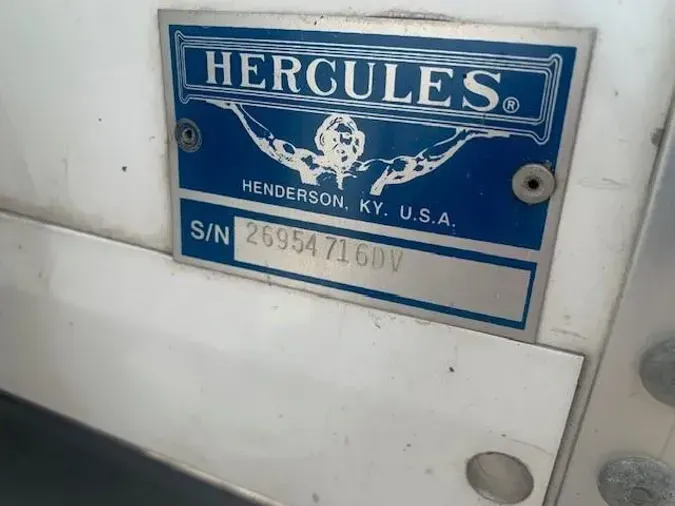 HERCULES®
HENDERSON, KY. U.S.A.
S/N 26954716DV